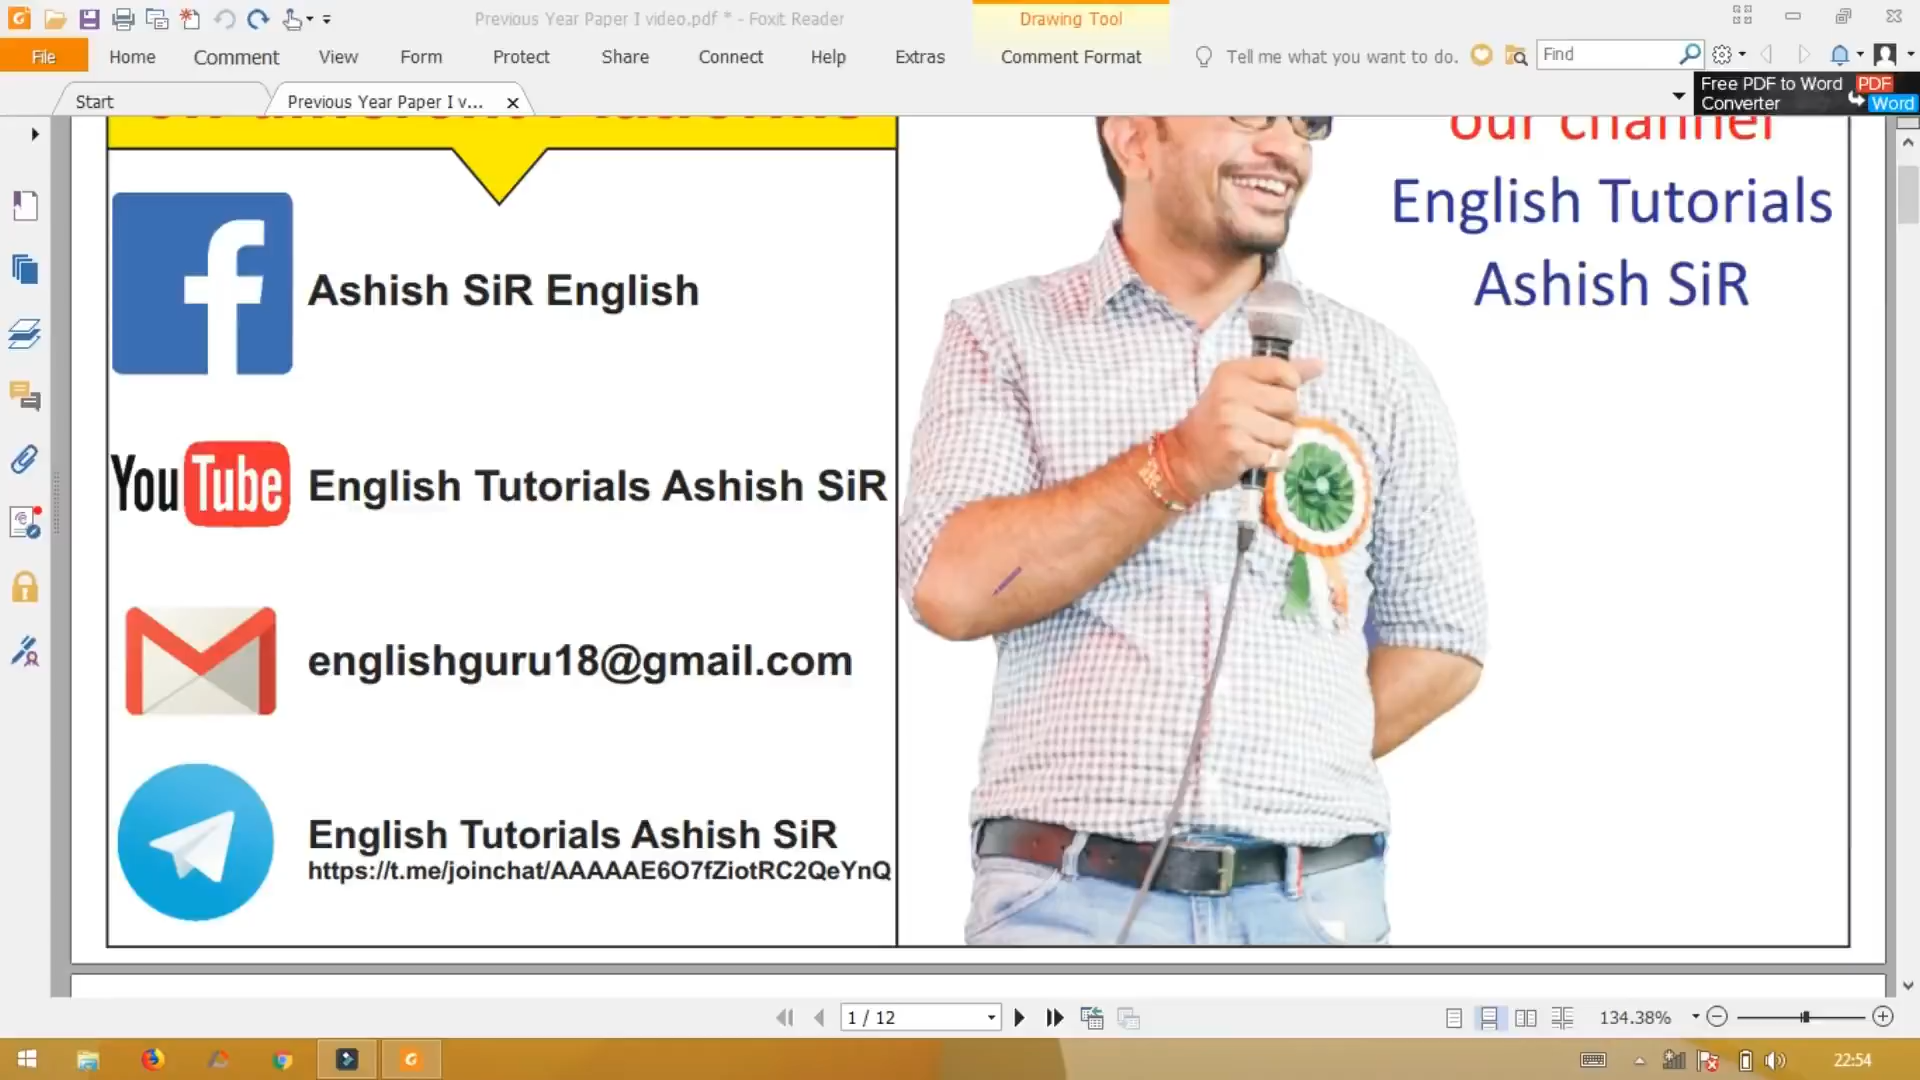 Previous Year Paper I video.pdf * - Foxit Reader
Drawing Tool
File
Home
Comment
View
Form
Protect
Share
Connect
Help
Extras
Comment Format
Tell me what you want to do.
Find
Start
Previous Year Paper I v...
Free PDF to Word
Converter
PDF
Word
our channel
English Tutorials
Ashish SiR
Ashish SiR English
YouTube
English Tutorials Ashish SiR
englishguru18@gmail.com
English Tutorials Ashish SiR
https://t.me/joinchat/AAAAAE6O7fZiotRC2QeYnQ
1 / 12
134.38%
22:54